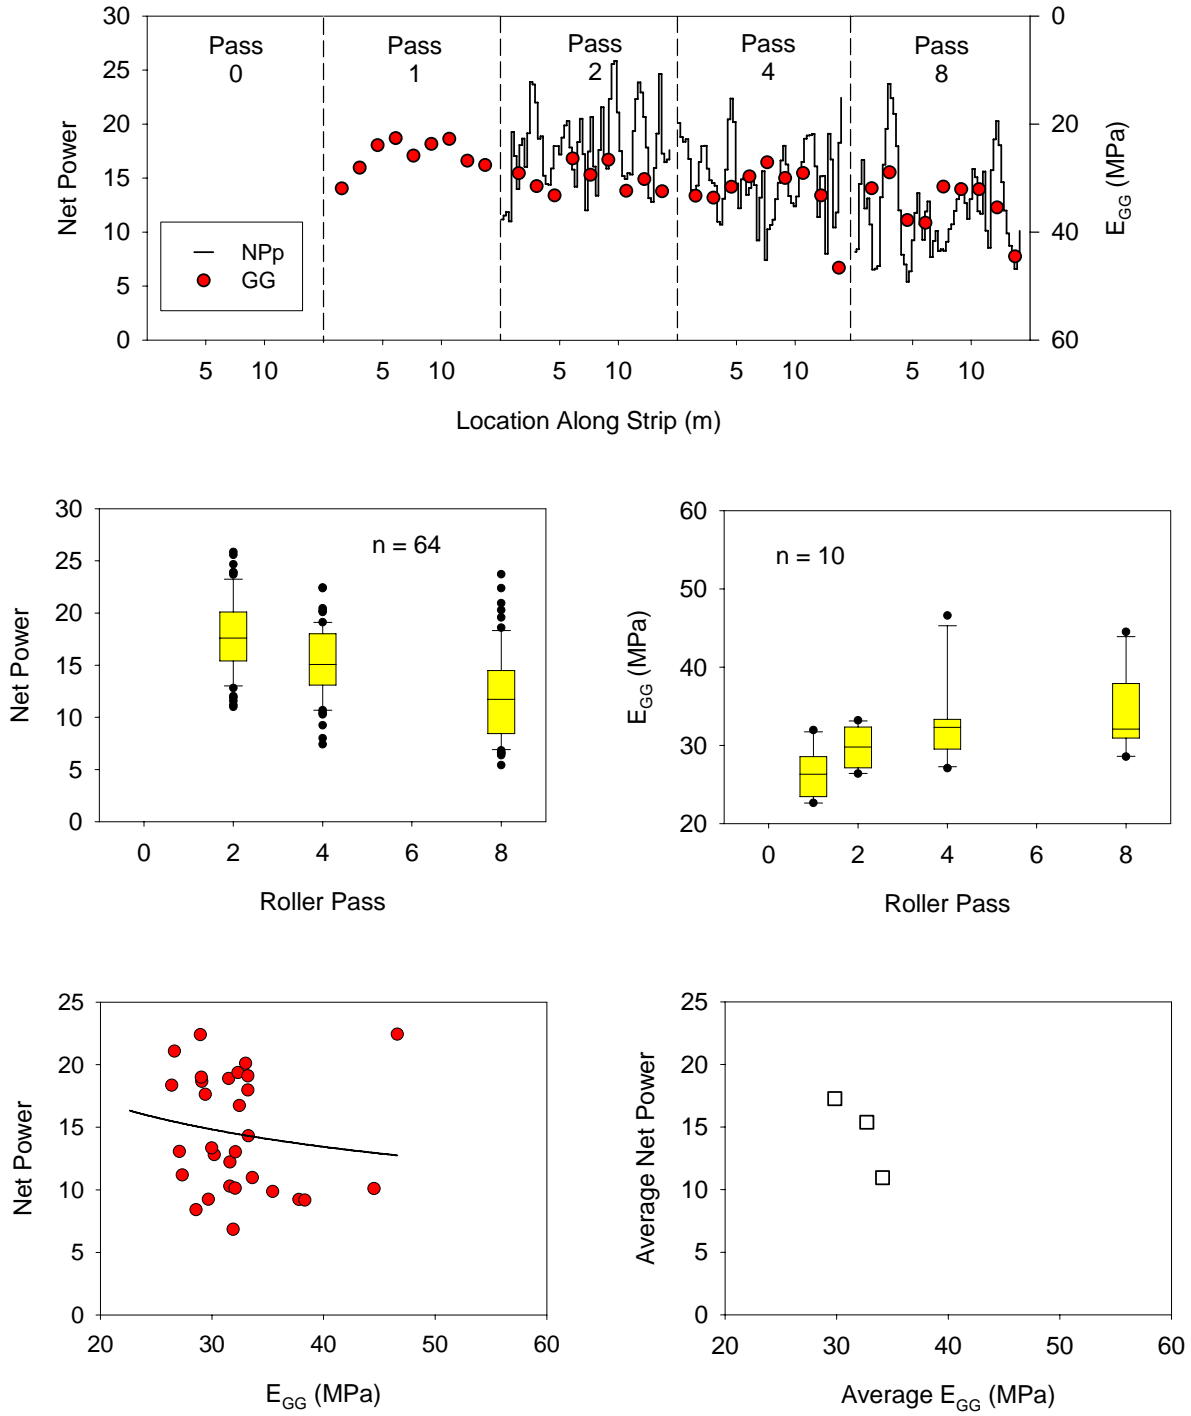 30
25
20
15
10
5
0
Net Power
Pass
0
Pass
1
Pass
2
Pass
4
Pass
8
0
20
40
60
E_GG (MPa)
NPp
GG
5 10 5 10 5 10 5 10 5 10
Location Along Strip (m)
30
25
20
15
10
5
0
Net Power
n = 64
0 2 4 6 8
Roller Pass
60
50
40
30
20
E_GG (MPa)
n = 10
0 2 4 6 8
Roller Pass
25
20
15
10
5
0
Net Power
20 30 40 50 60
E_GG (MPa)
25
20
15
10
5
0
Average Net Power
20 30 40 50 60
Average E_GG (MPa)